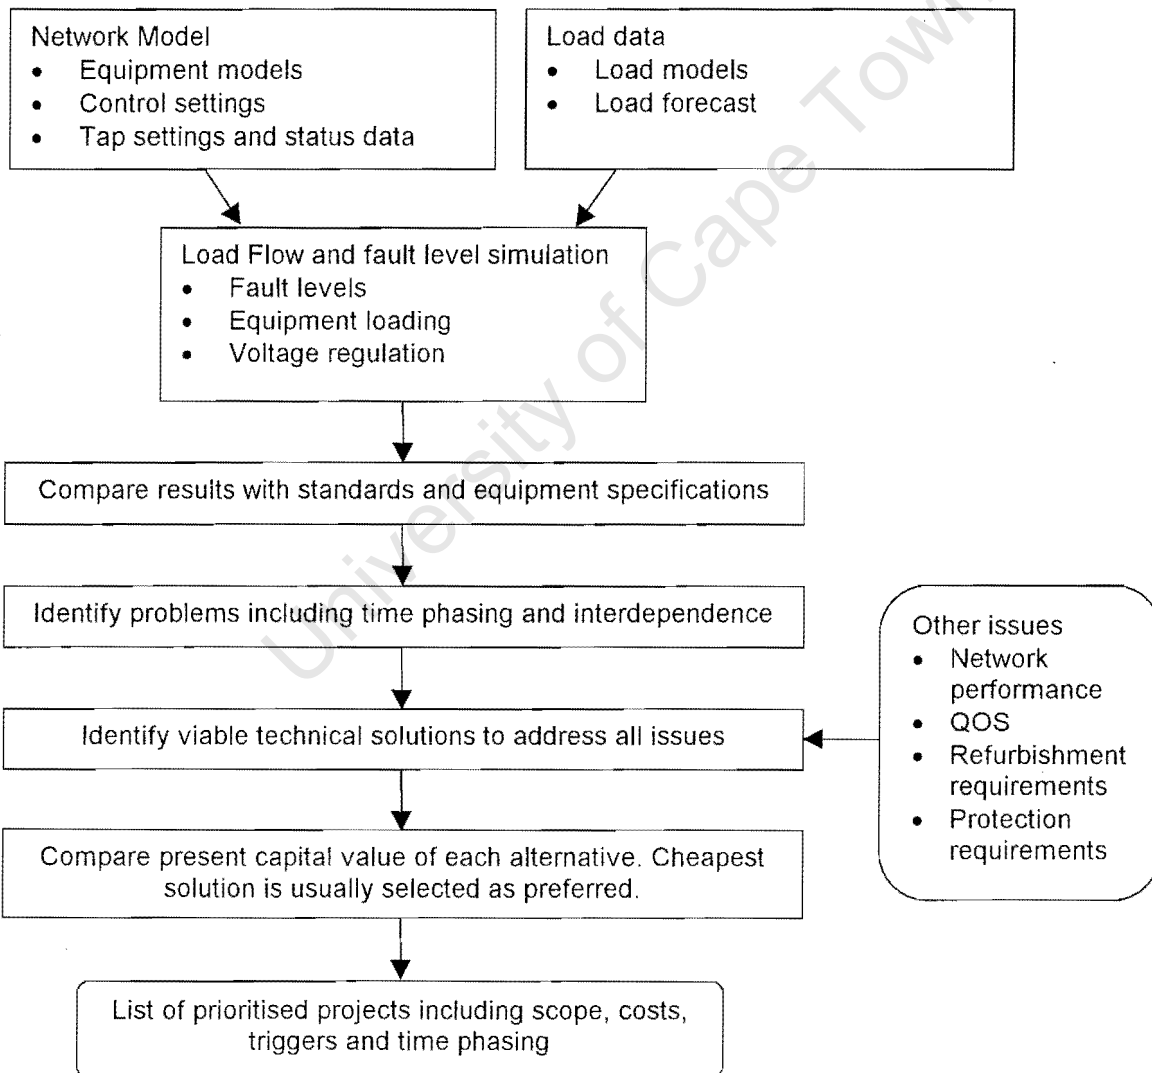 Network Model
• Equipment models
• Control settings
• Tap settings and status data
Load data
• Load models
• Load forecast
Load Flow and fault level simulation
• Fault levels
• Equipment loading
• Voltage regulation
Compare results with standards and equipment specifications
Identify problems including time phasing and interdependence
Identify viable technical solutions to address all issues
Other issues
• Network
performance
• QOS
• Refurbishment
requirements
• Protection
requirements
Compare present capital value of each alternative. Cheapest
solution is usually selected as preferred.
List of prioritised projects including scope, costs,
triggers and time phasing
University of Cape Town